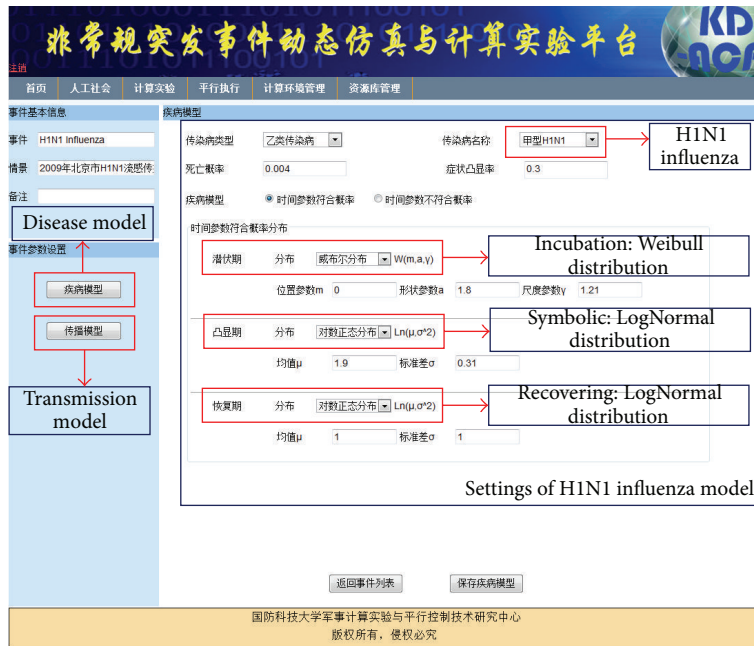 非常规突发事件动态仿真与计算实验平台
KD
-ACA
注销
首页 人工社会 计算实验 平行执行 计算环境管理 资源库管理
事件基本信息
事件 H1N1 Influenza
情景 2009年北京市H1N1流感传
备注
Disease model
事件参数设置
疾病模型
传播模型
Transmission
model
疾病模型
传染病类型 乙类传染病 传染病名称 甲型H1N1
H1N1
influenza
死亡概率 0.004 症状凸显率 0.3
疾病模型 时间参数符合概率 时间参数不符合概率
时间参数符合概率分布
潜伏期 分布 威布尔分布 W(m,a,γ)
Incubation: Weibull
distribution
位置参数m 0 形状参数a 1.8 尺度参数γ 1.21
凸显期 分布 对数正态分布 Ln(μ,σ^2)
Symbolic: LogNormal
distribution
均值μ 1.9 标准差σ 0.31
恢复期 分布 对数正态分布 Ln(μ,σ^2)
Recovering: LogNormal
distribution
均值μ 1 标准差σ 1
Settings of H1N1 influenza model
返回事件列表 保存疾病模型
国防科技大学军事计算实验与平行控制技术研究中心
版权所有，侵权必究